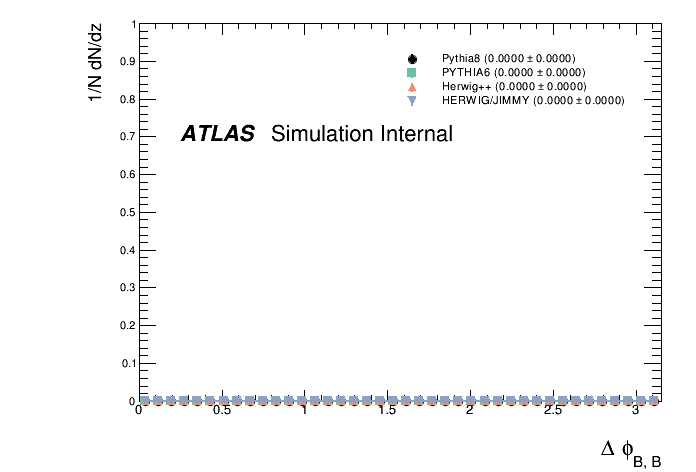 1/N dN/dz
1
0.9
0.8
0.7
0.6
0.5
0.4
0.3
0.2
0.1
0
Pythia8 (0.0000 ± 0.0000)
PYTHIA6 (0.0000 ± 0.0000)
Herwig++ (0.0000 ± 0.0000)
HERWIG/JIMMY (0.0000 ± 0.0000)
ATLAS Simulation Internal
0 0.5 1 1.5 2 2.5 3
Δ ϕ B, B